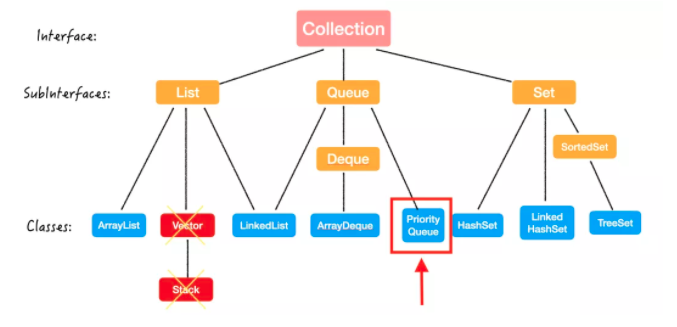 Interface:
Collection
SubInterfaces:
List
Queue
Set
Deque
SortedSet
Classes:
ArrayList
Vector
LinkedList
ArrayDeque
Priority
Queue
HashSet
Linked
HashSet
TreeSet
Stack